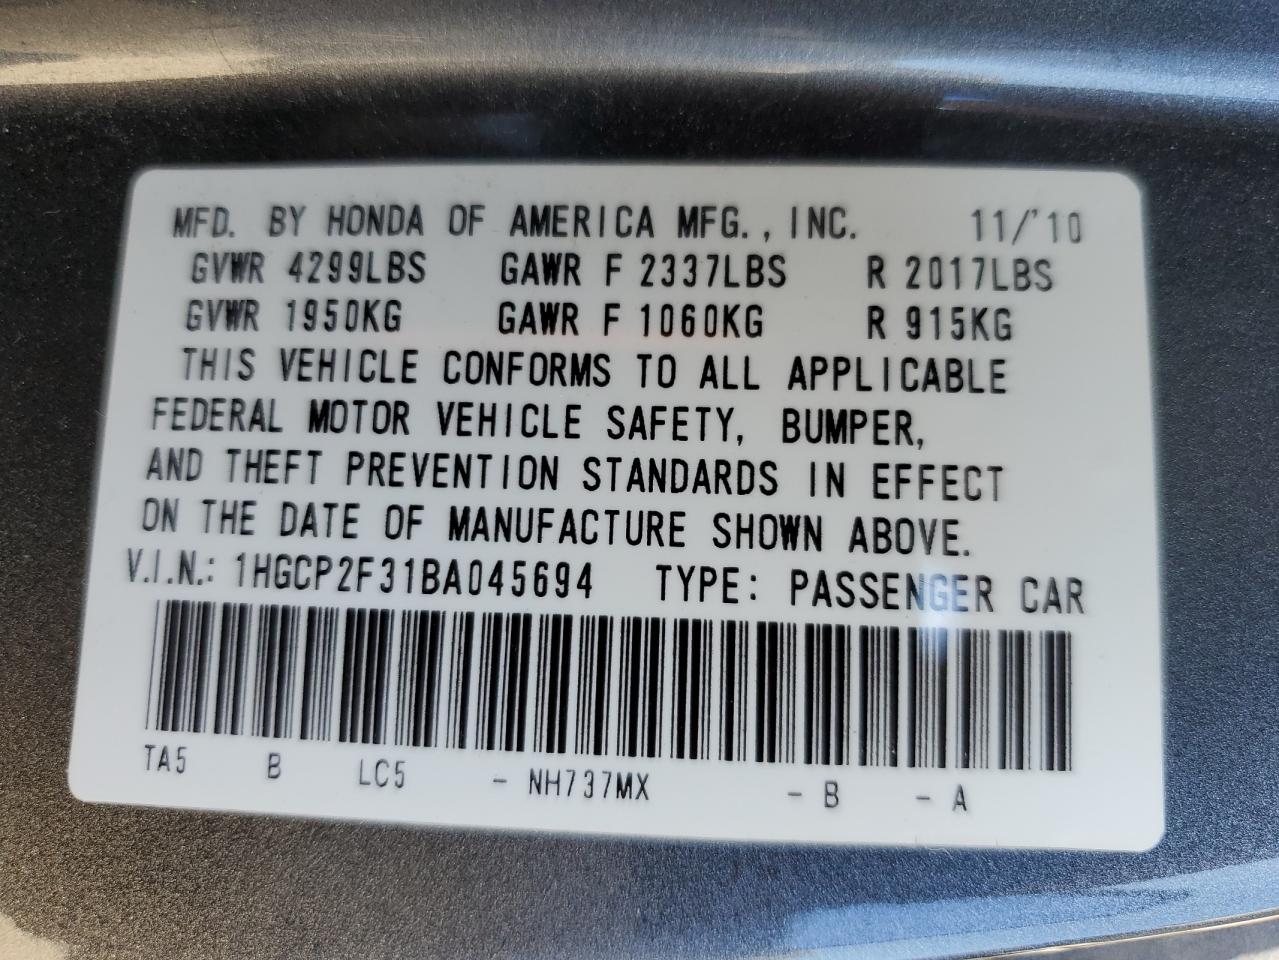 MFD. BY HONDA OF AMERICA MFG., INC. 11/'10
GVWR 4299LBS GAWR F 2337LBS R 2017LBS
GVWR 1950KG GAWR F 1060KG R 915KG
THIS VEHICLE CONFORMS TO ALL APPLICABLE
FEDERAL MOTOR VEHICLE SAFETY, BUMPER,
AND THEFT PREVENTION STANDARDS IN EFFECT
ON THE DATE OF MANUFACTURE SHOWN ABOVE.
V.I.N.: 1HGCP2F31BA045694 TYPE: PASSENGER CAR
TA5 B LC5 - NH737MX - B - A